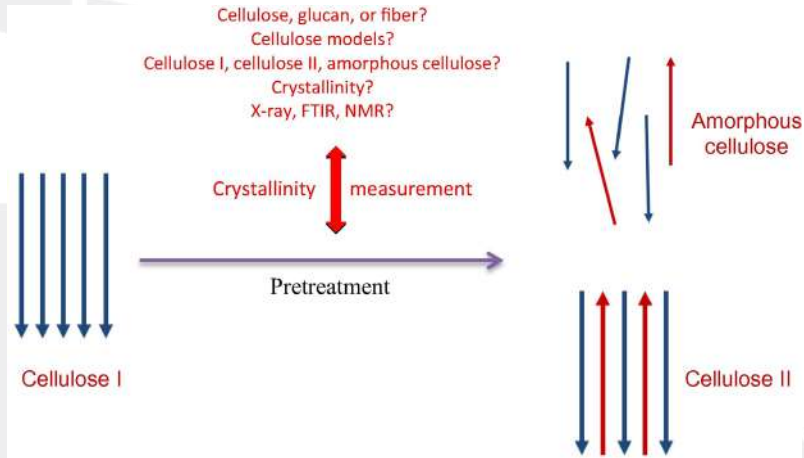 Cellulose, glucan, or fiber?
Cellulose models?
Cellulose I, cellulose II, amorphous cellulose?
Crystallinity?
X-ray, FTIR, NMR?
Amorphous
cellulose
Crystallinity measurement
Pretreatment
Cellulose I
Cellulose II